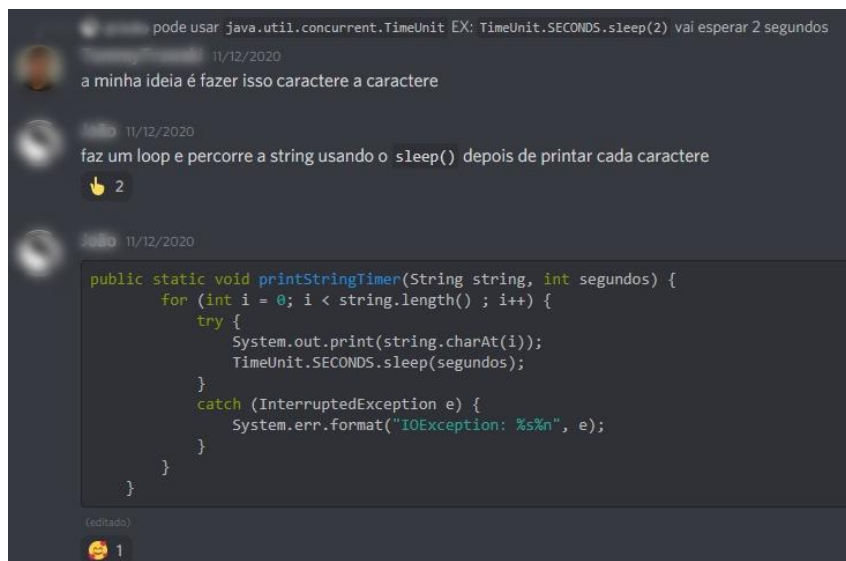 pode usar java.util.concurrent.TimeUnit EX: TimeUnit.SECONDS.sleep(2) vai esperar 2 segundos
11/12/2020
a minha ideia é fazer isso caractere a caractere
João 11/12/2020
faz um loop e percorre a string usando o sleep() depois de printar cada caractere
2
João 11/12/2020
public static void printStringTimer(String string, int segundos) {
for (int i = 0; i < string.length() ; i++) {
try {
System.out.print(string.charAt(i));
TimeUnit.SECONDS.sleep(segundos);
}
catch (InterruptedException e) {
System.err.format("IOException: %s%n", e);
}
}
}
(editado)
1